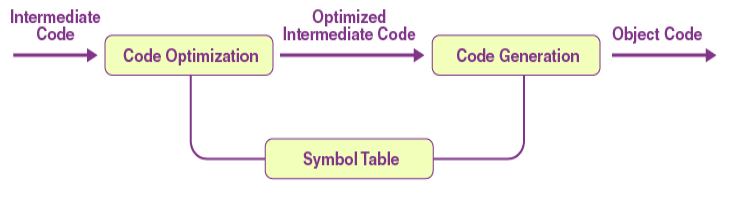 Intermediate
Code
Optimized
Intermediate Code
Object Code
Code Optimization
Code Generation
Symbol Table